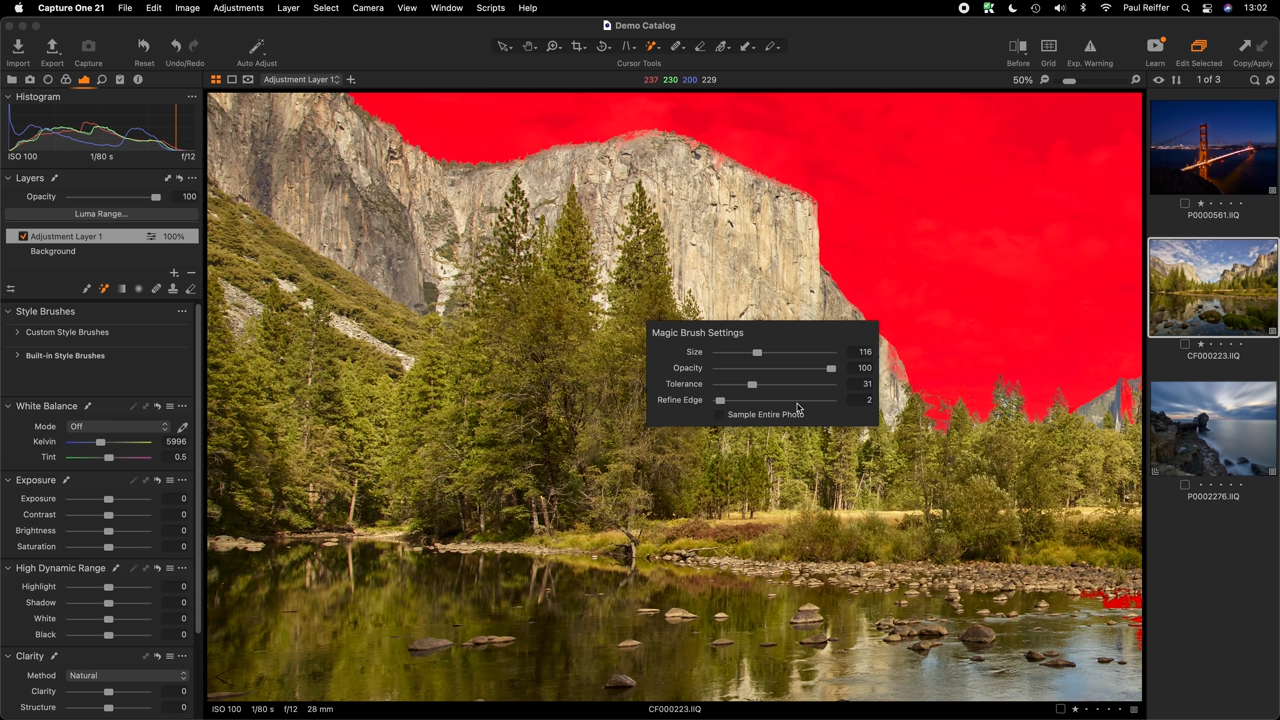 Capture One 21 File Edit Image Adjustments Layer Select Camera View Window Scripts Help Paul Reiffer 13:02
Demo Catalog
Import Export Capture Reset Undo/Redo Auto Adjust Cursor Tools Before Grid Exp. Warning Learn Edit Selected Copy/Apply
Adjustment Layer 1 237 230 200 229 50% 1 of 3
Histogram
ISO 100 1/80 s f/12
Layers
Opacity 100
Luma Range...
Adjustment Layer 1 100%
Background
Style Brushes
Custom Style Brushes
Built-in Style Brushes
White Balance
Mode Off
Kelvin 5996
Tint 0.5
Exposure
Exposure 0
Contrast 0
Brightness 0
Saturation 0
High Dynamic Range
Highlight 0
Shadow 0
White 0
Black 0
Clarity
Method Natural
Clarity 0
Structure 0
Magic Brush Settings
Size 116
Opacity 100
Tolerance 31
Refine Edge 2
Sample Entire Photo
ISO 100 1/80 s f/12 28 mm CF000223.IIQ
P0000561.IIQ
CF000223.IIQ
P0002276.IIQ